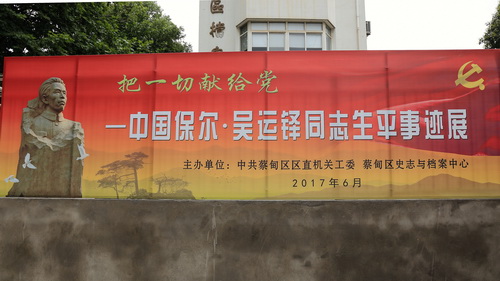 把一切献给党
一中国保尔·吴运铎同志生平事迹展
主办单位：中共蔡甸区区直机关工委 蔡甸区史志与档案中心
2017年6月